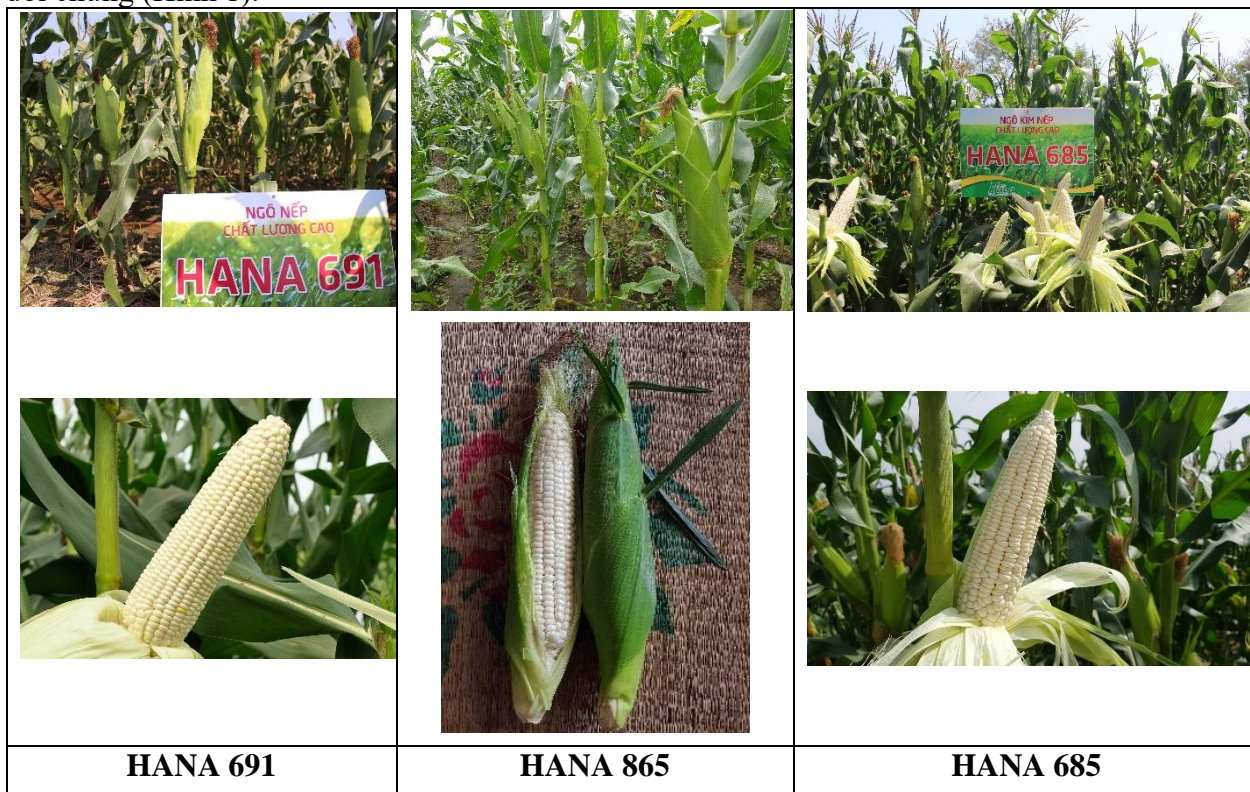 NGÔ NẾP
CHẤT LƯỢNG CAO
HANA 691
NGÔ KIM NẾP
CHẤT LƯỢNG CAO
HANA 685
HANA 691
HANA 865
HANA 685